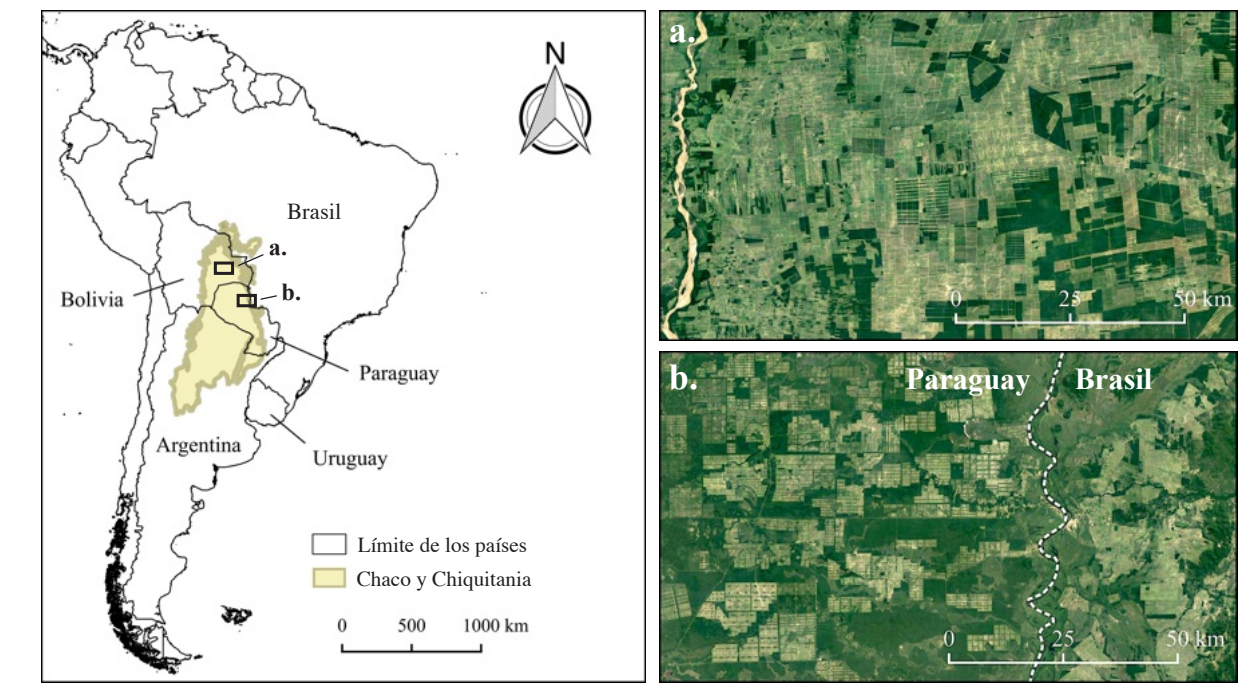 N
Brasil
a.
Bolivia
b.
Paraguay
Argentina
Uruguay
Límite de los países
Chaco y Chiquitania
0 500 1000 km
a.
0 25 50 km
b.
Paraguay Brasil
0 25 50 km